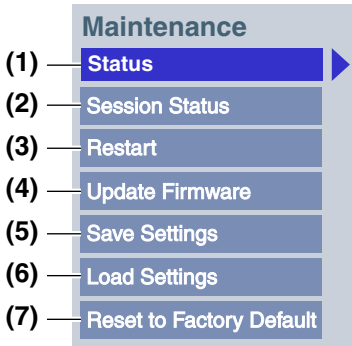 Maintenance
(1) Status
(2) Session Status
(3) Restart
(4) Update Firmware
(5) Save Settings
(6) Load Settings
(7) Reset to Factory Default